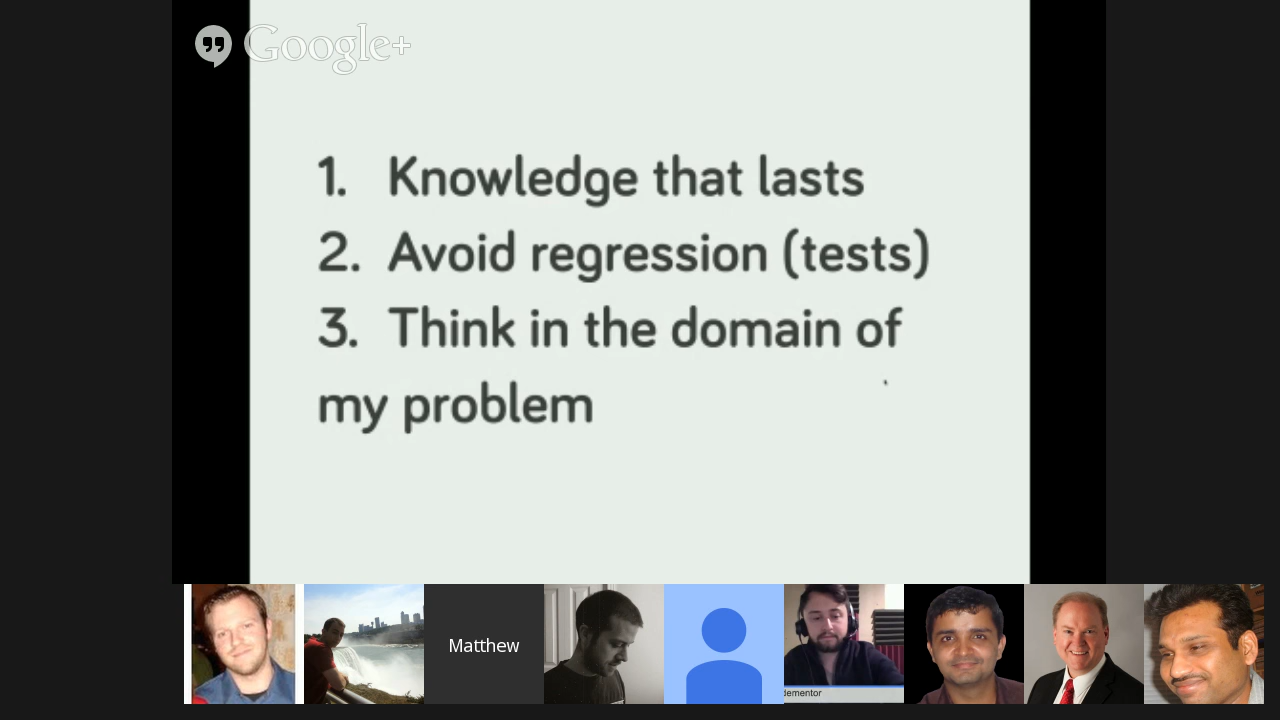 Google+
1. Knowledge that lasts
2. Avoid regression (tests)
3. Think in the domain of
my problem
Matthew
dementor